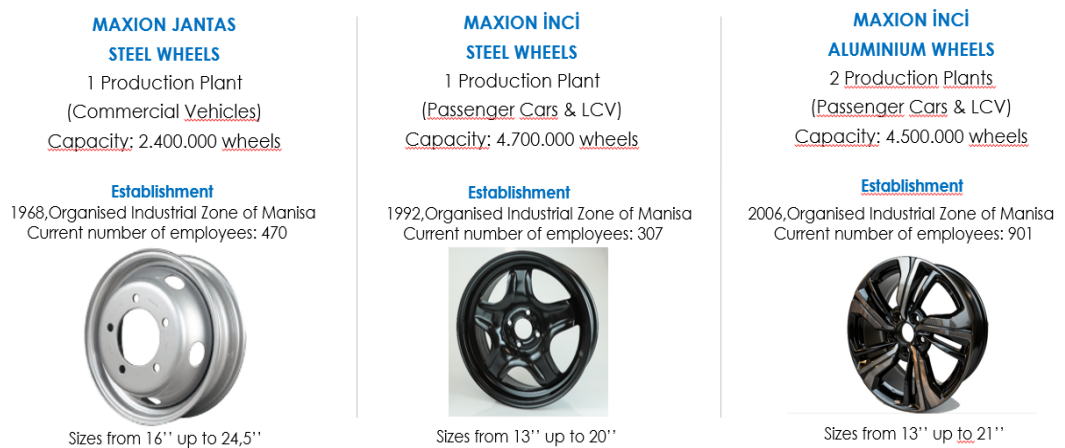 MAXION JANTAS
STEEL WHEELS
1 Production Plant
(Commercial Vehicles)
Capacity: 2.400.000 wheels
Establishment
1968,Organised Industrial Zone of Manisa
Current number of employees: 470
Sizes from 16’’ up to 24,5’’
MAXION İNCİ
STEEL WHEELS
1 Production Plant
(Passenger Cars & LCV)
Capacity: 4.700.000 wheels
Establishment
1992,Organised Industrial Zone of Manisa
Current number of employees: 307
Sizes from 13’’ up to 20’’
MAXION İNCİ
ALUMINIUM WHEELS
2 Production Plants
(Passenger Cars & LCV)
Capacity: 4.500.000 wheels
Establishment
2006,Organised Industrial Zone of Manisa
Current number of employees: 901
Sizes from 13’’ up to 21’’